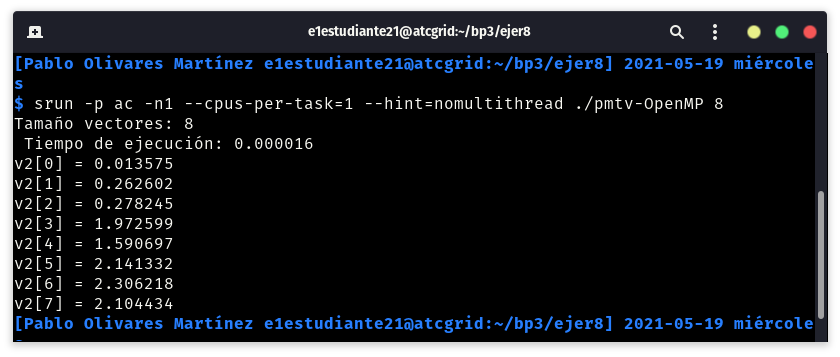 e1estudiante21@atcgrid:~/bp3/ejer8
[Pablo Olivares Martínez e1estudiante21@atcgrid:~/bp3/ejer8] 2021-05-19 miércole
s
$ srun -p ac -n1 --cpus-per-task=1 --hint=nomultithread ./pmtv-OpenMP 8
Tamaño vectores: 8
 Tiempo de ejecución: 0.000016
v2[0] = 0.013575
v2[1] = 0.262602
v2[2] = 0.278245
v2[3] = 1.972599
v2[4] = 1.590697
v2[5] = 2.141332
v2[6] = 2.306218
v2[7] = 2.104434
[Pablo Olivares Martínez e1estudiante21@atcgrid:~/bp3/ejer8] 2021-05-19 miércole